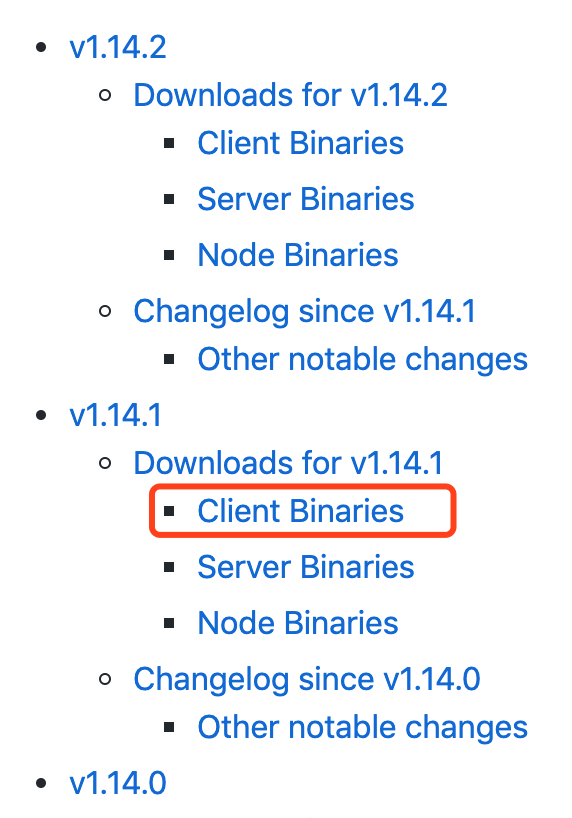 v1.14.2
Downloads for v1.14.2
Client Binaries
Server Binaries
Node Binaries
Changelog since v1.14.1
Other notable changes
v1.14.1
Downloads for v1.14.1
Client Binaries
Server Binaries
Node Binaries
Changelog since v1.14.0
Other notable changes
v1.14.0